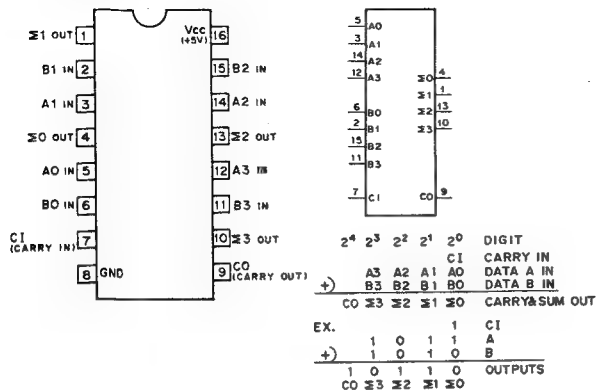 Σ1 OUT 1
Vcc (+5V) 16
B1 IN 2
15 B2 IN
A1 IN 3
14 A2 IN
Σ0 OUT 4
13 Σ2 OUT
A0 IN 5
12 A3 IN
B0 IN 6
11 B3 IN
CI (CARRY IN) 7
10 Σ3 OUT
8 GND
9 CO (CARRY OUT)
5 A0
3 A1
14 A2
12 A3
Σ0 4
Σ1 1
Σ2 13
Σ3 10
6 B0
2 B1
15 B2
11 B3
7 CI
CO 9
2⁴ 2³ 2² 2¹ 2⁰ DIGIT
CI CARRY IN
A3 A2 A1 A0 DATA A IN
+) B3 B2 B1 B0 DATA B IN
CO Σ3 Σ2 Σ1 Σ0 CARRY&SUM OUT
EX. 1 CI
1 0 1 1 A
+) 1 0 1 0 B
1 0 1 1 0 OUTPUTS
CO Σ3 Σ2 Σ1 Σ0